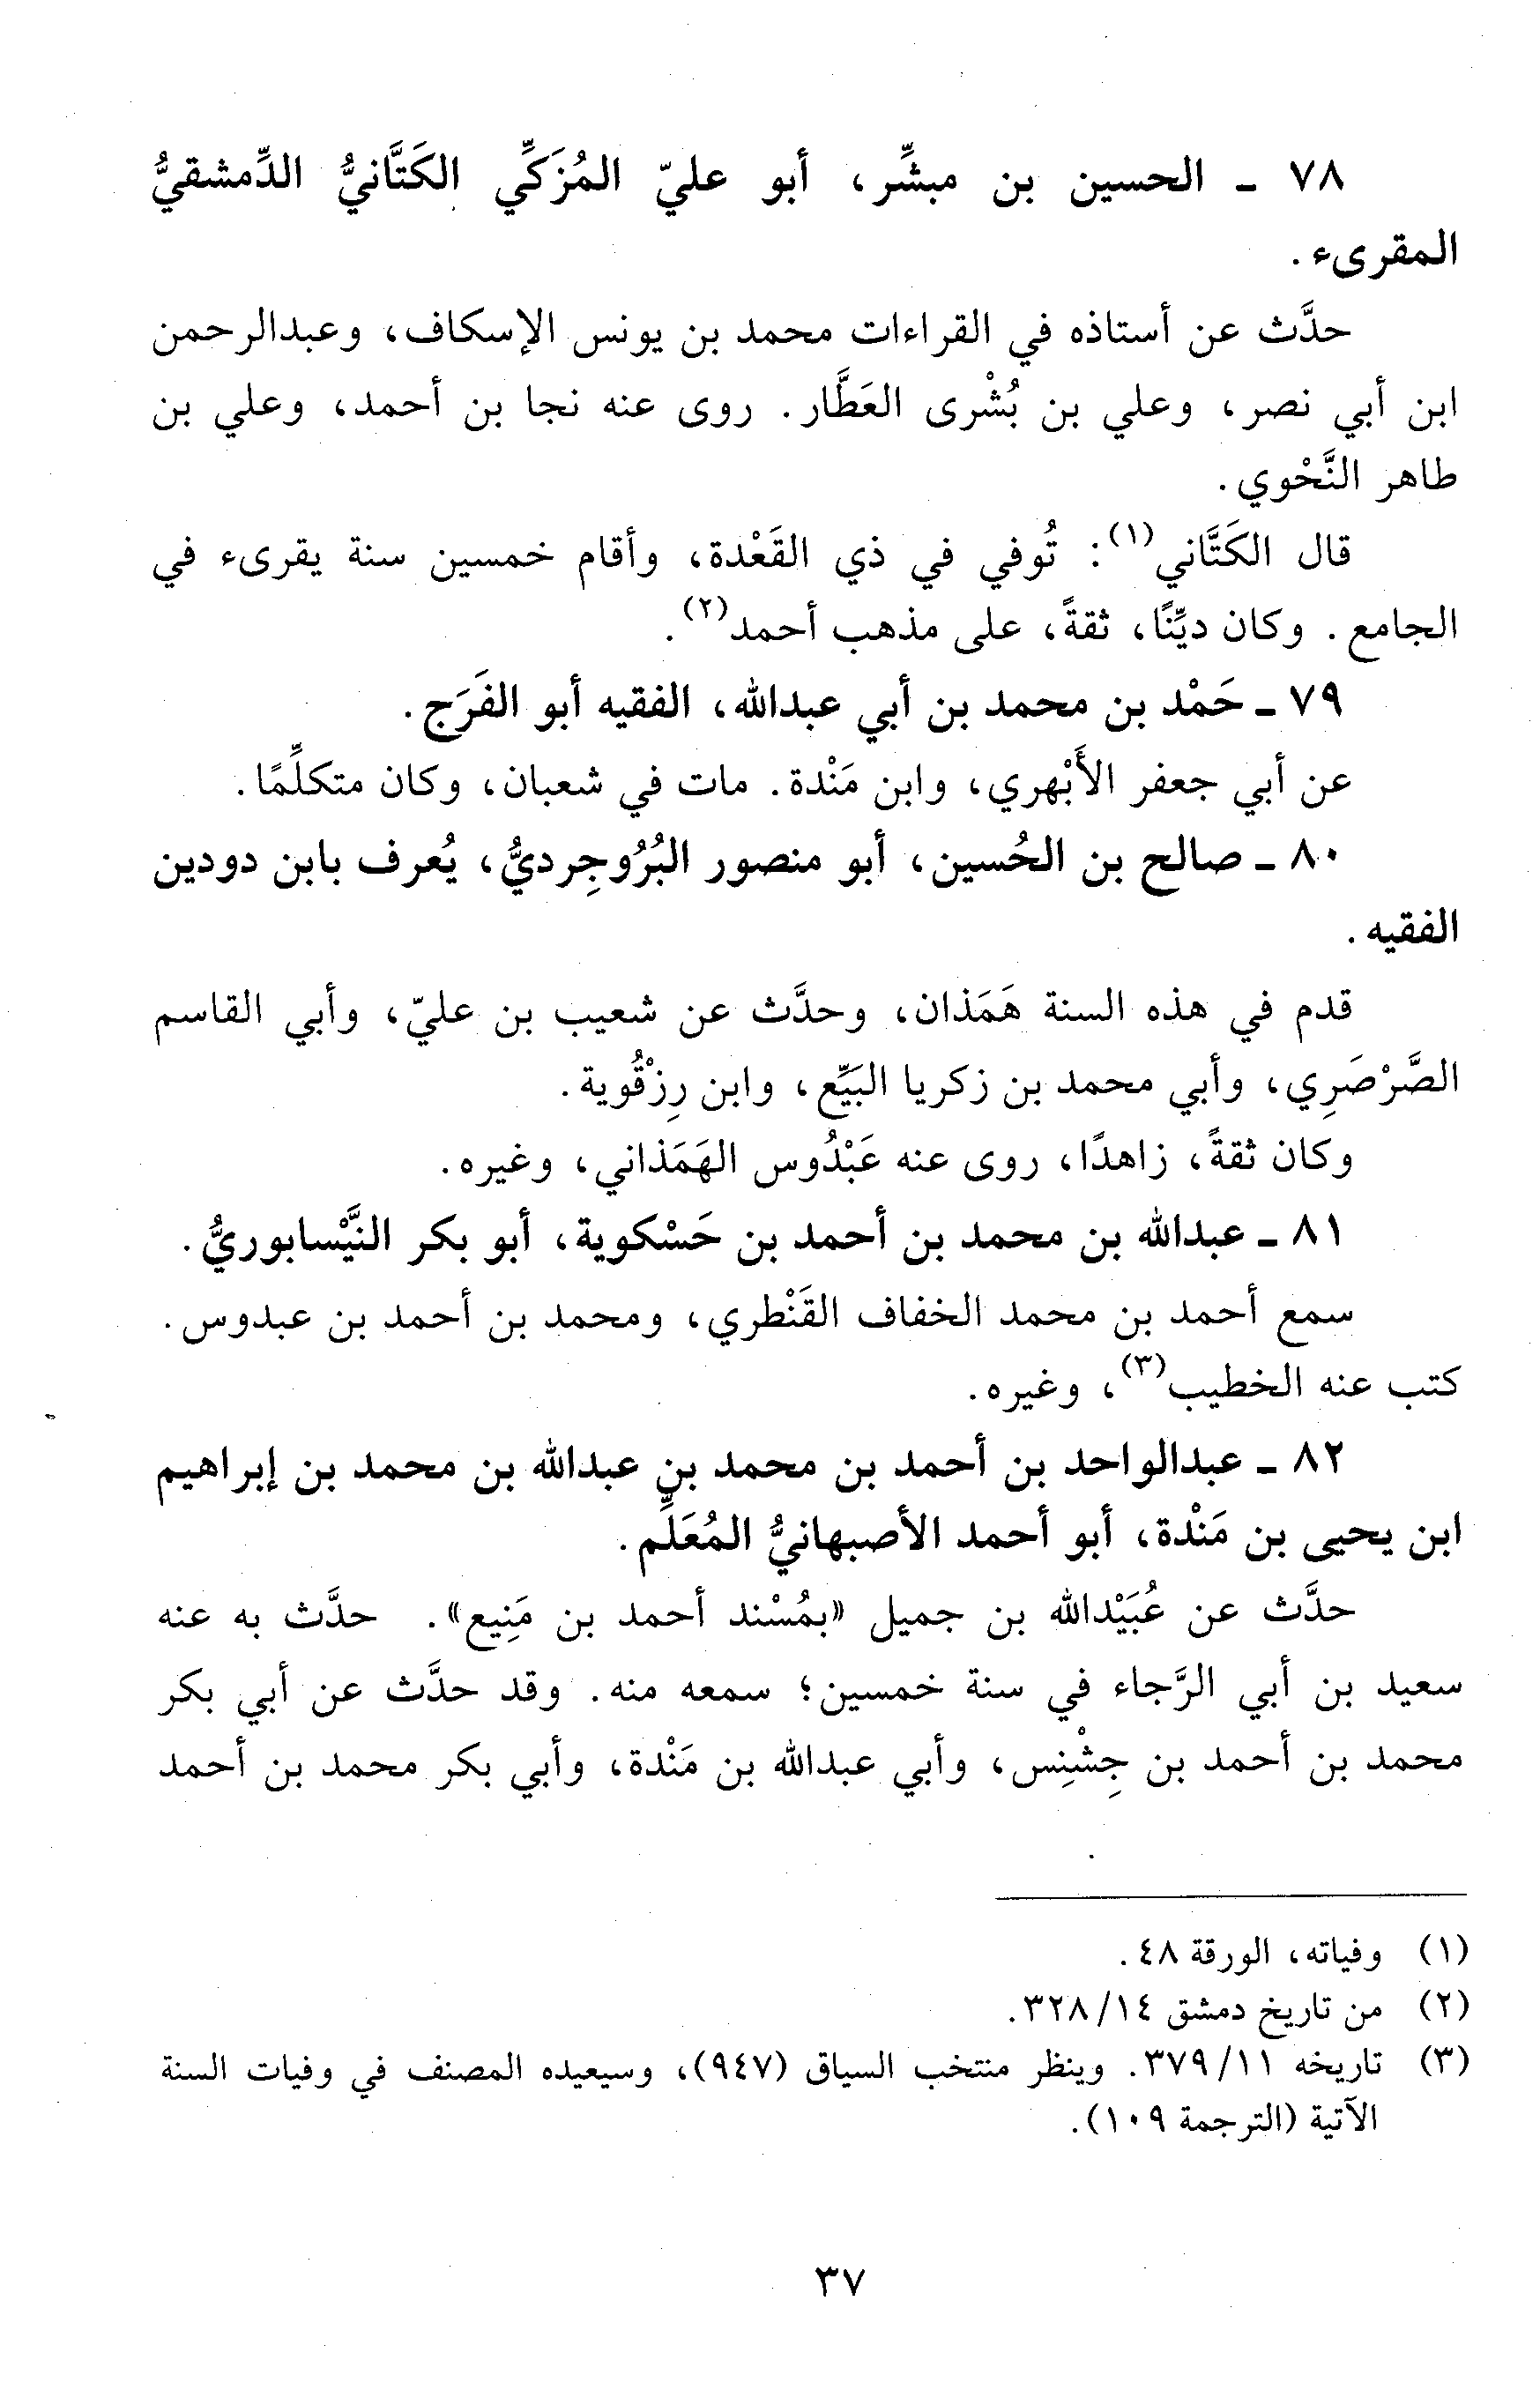 ٧٨ ـ الحسين بن مبشِّر، أبو عليّ المُزَكِّي الكَتَّانيُّ الدِّمشقيُّ
المقرىء.
حدَّث عن أستاذه في القراءات محمد بن يونس الإسكاف، وعبدالرحمن
ابن أبي نصر، وعلي بن بُشْرى العَطَّار. روى عنه نجا بن أحمد، وعلي بن
طاهر النَّحْوي.
قال الكَتَّاني(١): تُوفي في ذي القَعْدة، وأقام خمسين سنة يقرىء في
الجامع. وكان ديِّنًا، ثقةً، على مذهب أحمد(٢).
٧٩ ـ حَمْد بن محمد بن أبي عبدالله، الفقيه أبو الفَرَج.
عن أبي جعفر الأَبْهري، وابن مَنْدة. مات في شعبان، وكان متكلِّمًا.
٨٠ ـ صالح بن الحُسين، أبو منصور البُرُوجِرديُّ، يُعرف بابن دودين
الفقيه.
قدم في هذه السنة هَمَذان، وحدَّث عن شعيب بن عليّ، وأبي القاسم
الصَّرْصَرِي، وأبي محمد بن زكريا البَيِّع، وابن رِزْقُوية.
وكان ثقةً، زاهدًا، روى عنه عَبْدُوس الهَمَذاني، وغيره.
٨١ ـ عبدالله بن محمد بن أحمد بن حَسْكوية، أبو بكر النَّيْسابوريُّ.
سمع أحمد بن محمد الخفاف القَنْطري، ومحمد بن أحمد بن عبدوس.
كتب عنه الخطيب(٣)، وغيره.
٨٢ ـ عبدالواحد بن أحمد بن محمد بن عبدالله بن محمد بن إبراهيم
ابن يحيى بن مَنْدة، أبو أحمد الأصبهانيُّ المُعَلِّم.
حدَّث عن عُبَيْدالله بن جميل «بمُسْند أحمد بن مَنِيع». حدَّث به عنه
سعيد بن أبي الرَّجاء في سنة خمسين؛ سمعه منه. وقد حدَّث عن أبي بكر
محمد بن أحمد بن جِشْنِس، وأبي عبدالله بن مَنْدة، وأبي بكر محمد بن أحمد
(١) وفياته، الورقة ٤٨.
(٢) من تاريخ دمشق ١٤/ ٣٢٨.
(٣) تاريخه ١١/ ٣٧٩. وينظر منتخب السياق (٩٤٧)، وسيعيده المصنف في وفيات السنة
الآتية (الترجمة ١٠٩).
٣٧